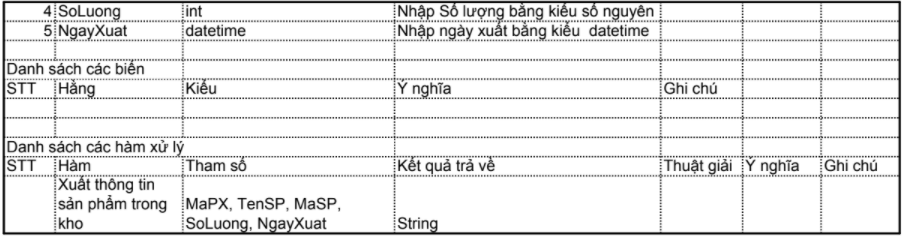 4 SoLuong int Nhập Số lượng bằng kiểu số nguyên
5 NgayXuat datetime Nhập ngày xuất bằng kiểu datetime
Danh sách các biến
STT Hằng Kiểu Ý nghĩa Ghi chú
Danh sách các hàm xử lý
STT Hàm Tham số Kết quả trả về Thuật giải Ý nghĩa Ghi chú
Xuất thông tin
sản phẩm trong MaPX, TenSP, MaSP,
kho SoLuong, NgayXuat String